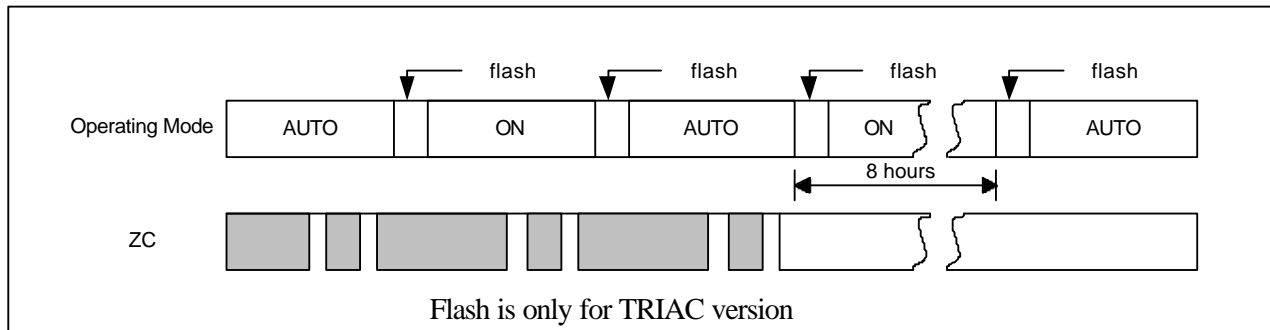 flash flash flash flash
Operating Mode AUTO ON AUTO ON AUTO
8 hours
ZC
Flash is only for TRIAC version